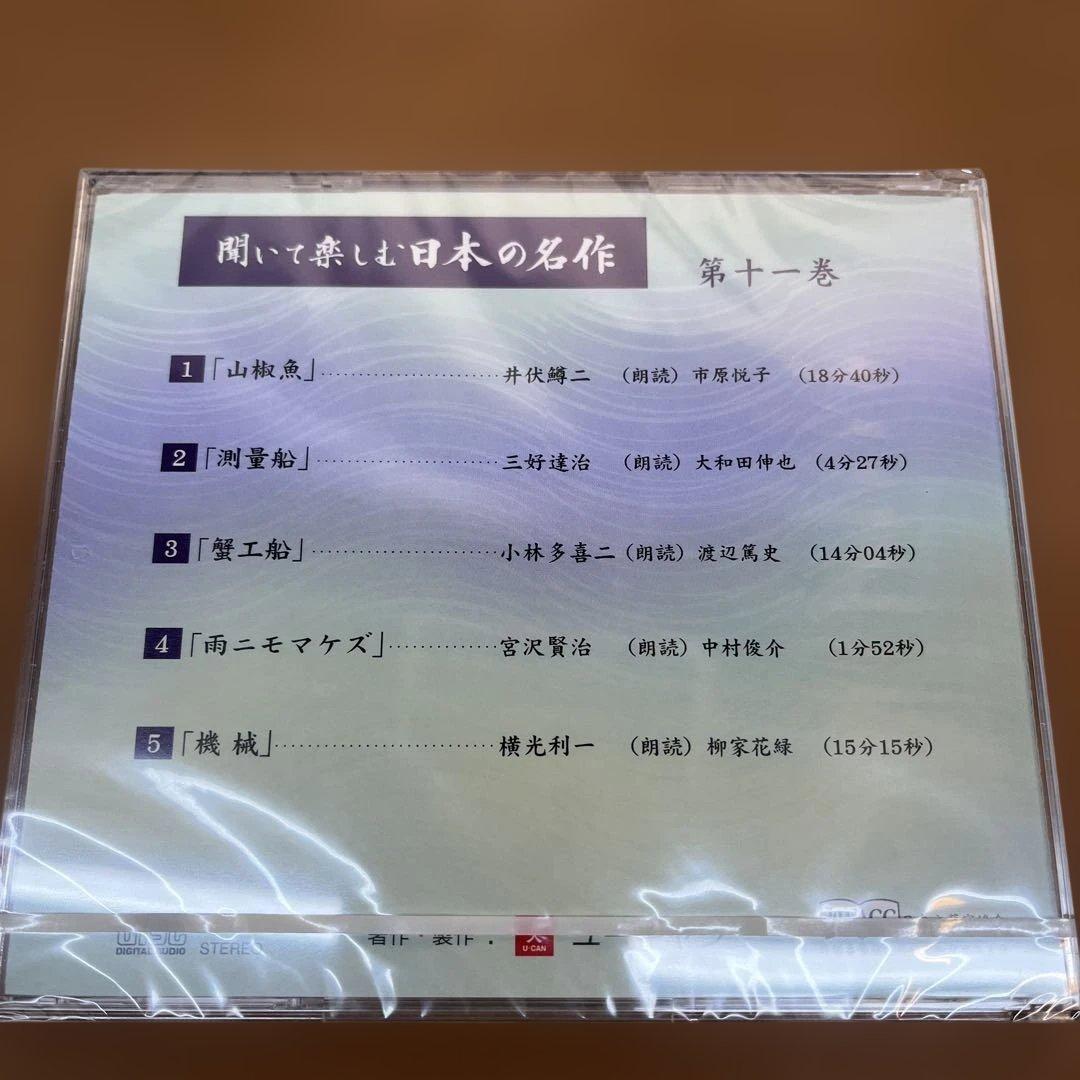 聞いて楽しむ日本の名作 第十一巻
1 「山椒魚」‥‥‥‥‥‥‥‥ 井伏鱒二 （朗読）市原悦子 （18分40秒）
2 「測量船」‥‥‥‥‥‥‥‥ 三好達治 （朗読）大和田伸也 （4分27秒）
3 「蟹工船」‥‥‥‥‥‥‥‥ 小林多喜二（朗読）渡辺篤史 （14分04秒）
4 「雨ニモマケズ」‥‥‥‥‥ 宮沢賢治 （朗読）中村俊介 （1分52秒）
5 「機械」‥‥‥‥‥‥‥‥‥ 横光利一 （朗読）柳家花緑 （15分15秒）
DIGITAL AUDIO STEREO 著作・製作： U-CAN